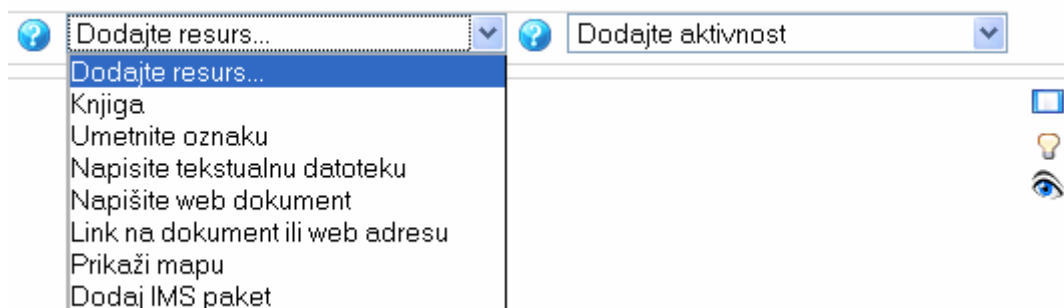 Dodajte resurs... Dodajte aktivnost
Dodajte resurs...
Knjiga
Umetnite oznaku
Napisite tekstualnu datoteku
Napišite web dokument
Link na dokument ili web adresu
Prikaži mapu
Dodaj IMS paket